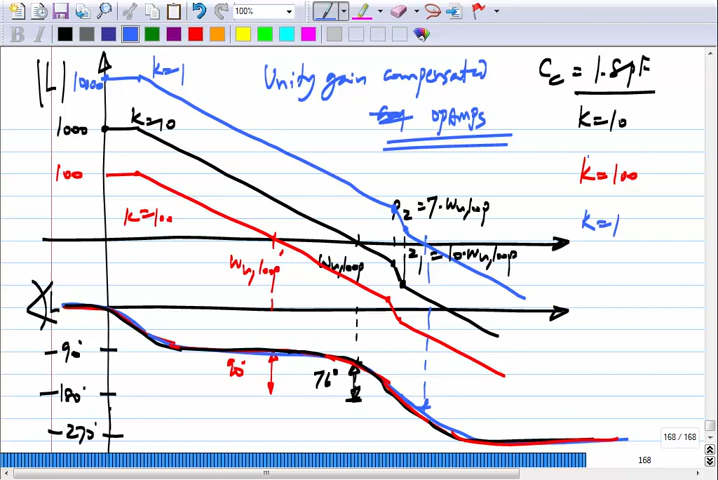 100%
|L|
1000
k=1
Unity gain compensated
OPAMPS
Cc = 1.8pF
k=10
k=100
k=1
1000
k=10
100
k=100
p2 = 7·ωu,loop
ωu,loop'
ωu,loop
z1 = 10·ωu,loop
∠L
-90°
90°
76°
-180°
-270°
168 / 168
168